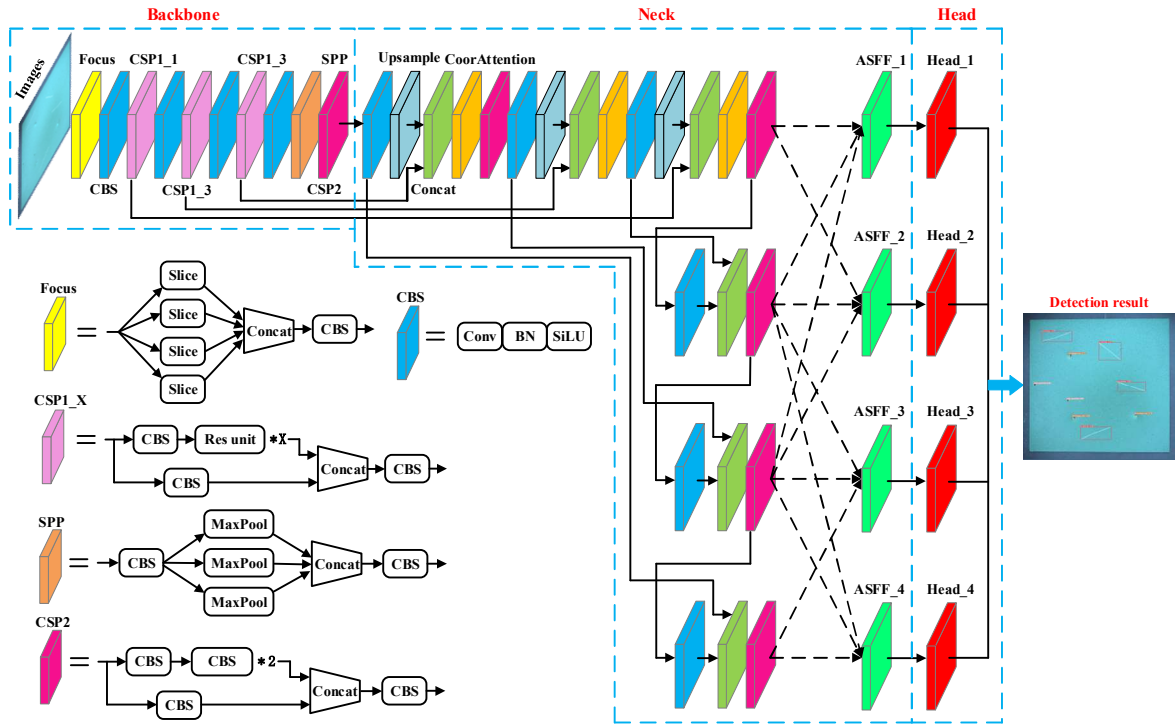 Backbone
Neck
Head
Images
Focus
CSP1_1
CSP1_3
SPP
Upsample
CoorAttention
ASFF_1
Head_1
CBS
CSP1_3
CSP2
Concat
ASFF_2
Head_2
Focus
=
Slice
Slice
Slice
Slice
Concat
CBS
CBS
=
Conv
BN
SiLU
Detection result
CSP1_X
=
CBS
Res unit
*X
CBS
Concat
CBS
ASFF_3
Head_3
SPP
=
CBS
MaxPool
MaxPool
MaxPool
Concat
CBS
ASFF_4
Head_4
CSP2
=
CBS
CBS
*2
CBS
Concat
CBS